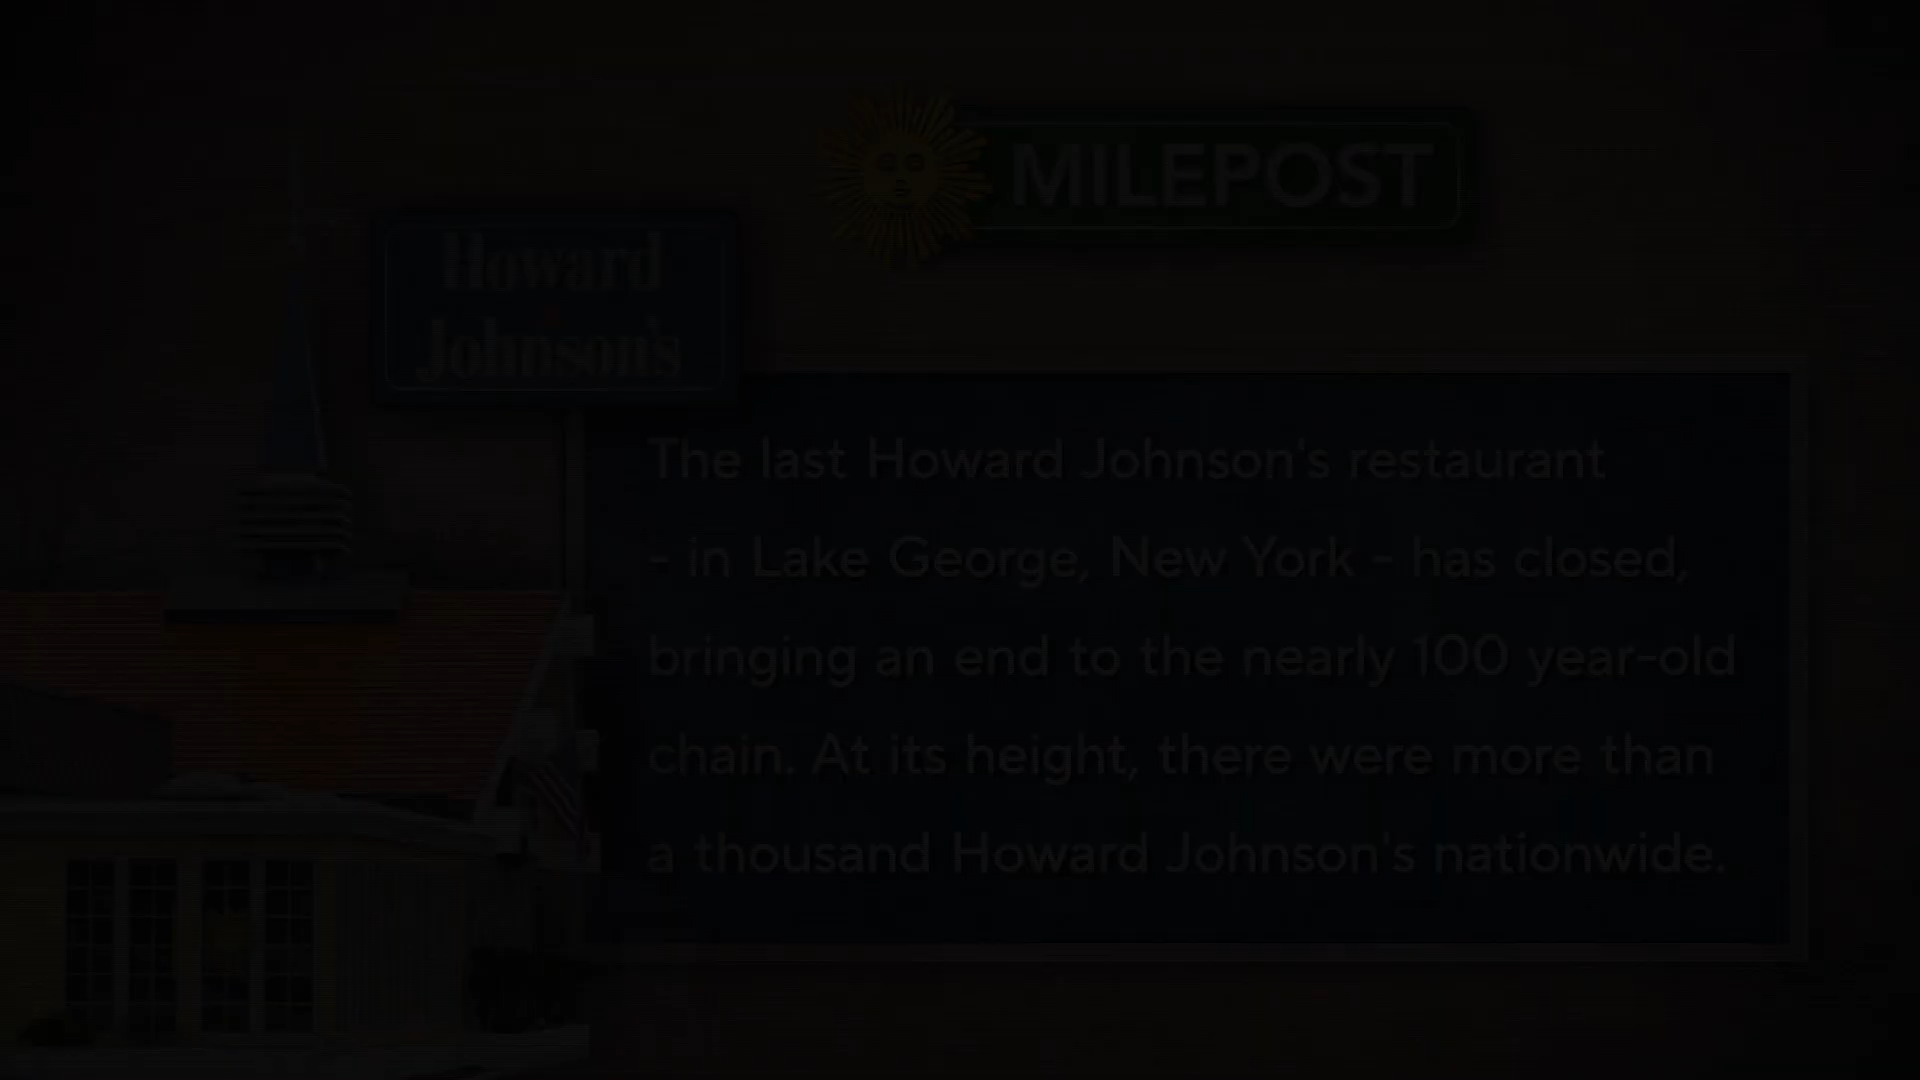 MILEPOST
Howard
Johnson's
The last Howard Johnson's restaurant
- in Lake George, New York - has closed,
bringing an end to the nearly 100 year-old
chain. At its height, there were more than
a thousand Howard Johnson's nationwide.